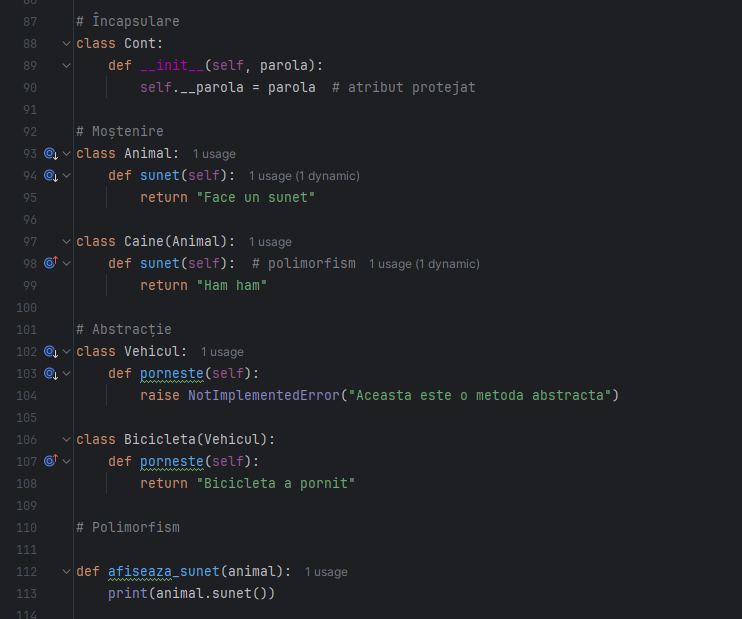 86
87 # Încapsulare
88 class Cont:
89 def __init__(self, parola):
90 self.__parola = parola  # atribut protejat
91
92 # Moștenire
93 class Animal: 1 usage
94 def sunet(self): 1 usage (1 dynamic)
95 return "Face un sunet"
96
97 class Caine(Animal): 1 usage
98 def sunet(self):  # polimorfism 1 usage (1 dynamic)
99 return "Ham ham"
100
101 # Abstracție
102 class Vehicul: 1 usage
103 def porneste(self):
104 raise NotImplementedError("Aceasta este o metoda abstracta")
105
106 class Bicicleta(Vehicul):
107 def porneste(self):
108 return "Bicicleta a pornit"
109
110 # Polimorfism
111
112 def afiseaza_sunet(animal): 1 usage
113 print(animal.sunet())
114